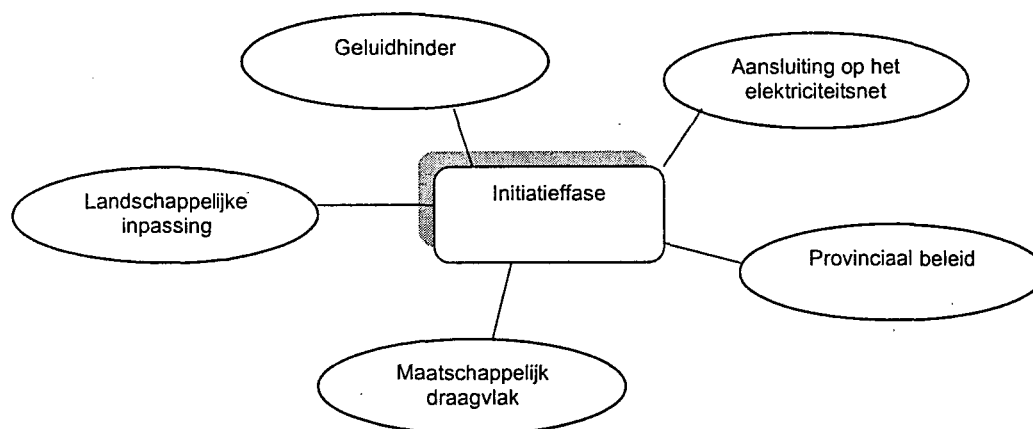 Geluidhinder
Aansluiting op het
elektriciteitsnet
Initiatieffase
Landschappelijke
inpassing
Provinciaal beleid
Maatschappelijk
draagvlak